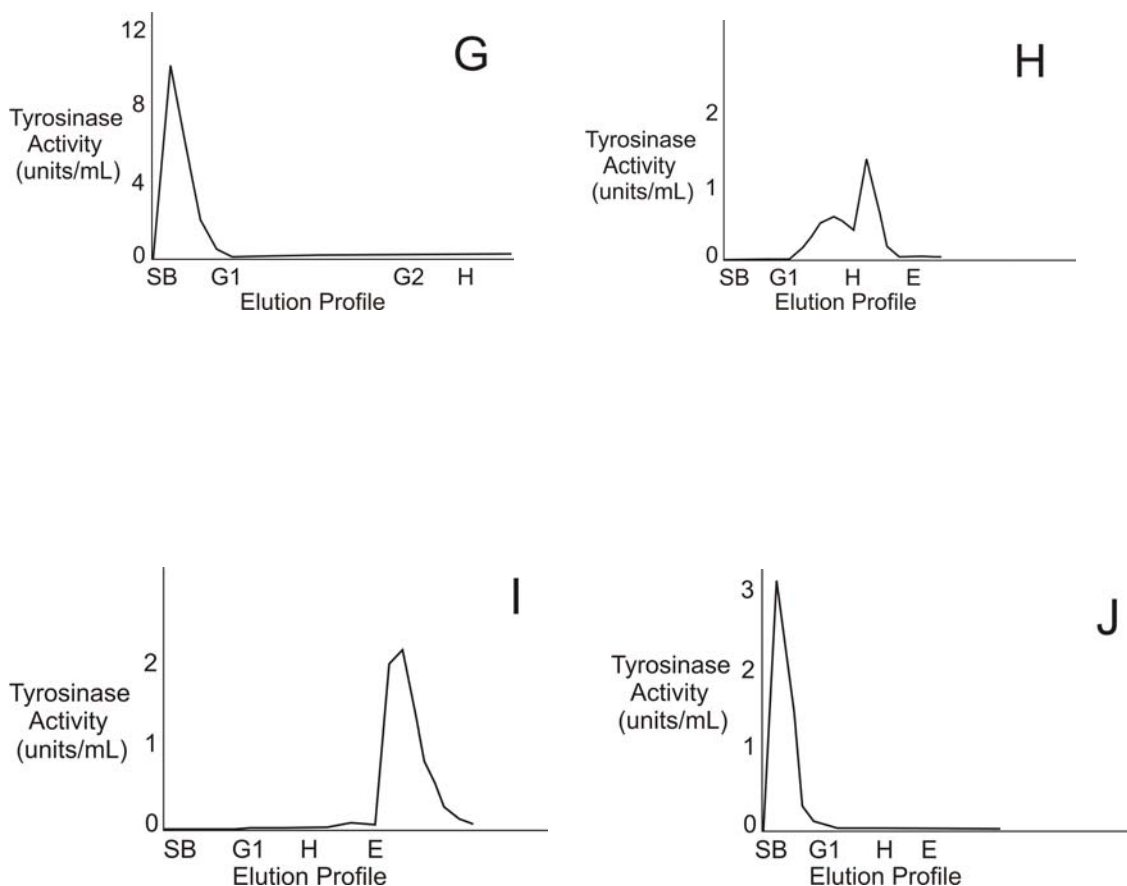 G
12
8
4
0
Tyrosinase
Activity
(units/mL)
SB G1 G2 H
Elution Profile
H
2
1
0
Tyrosinase
Activity
(units/mL)
SB G1 H E
Elution Profile
I
2
1
0
Tyrosinase
Activity
(units/mL)
SB G1 H E
Elution Profile
J
3
2
1
0
Tyrosinase
Activity
(units/mL)
SB G1 H E
Elution Profile